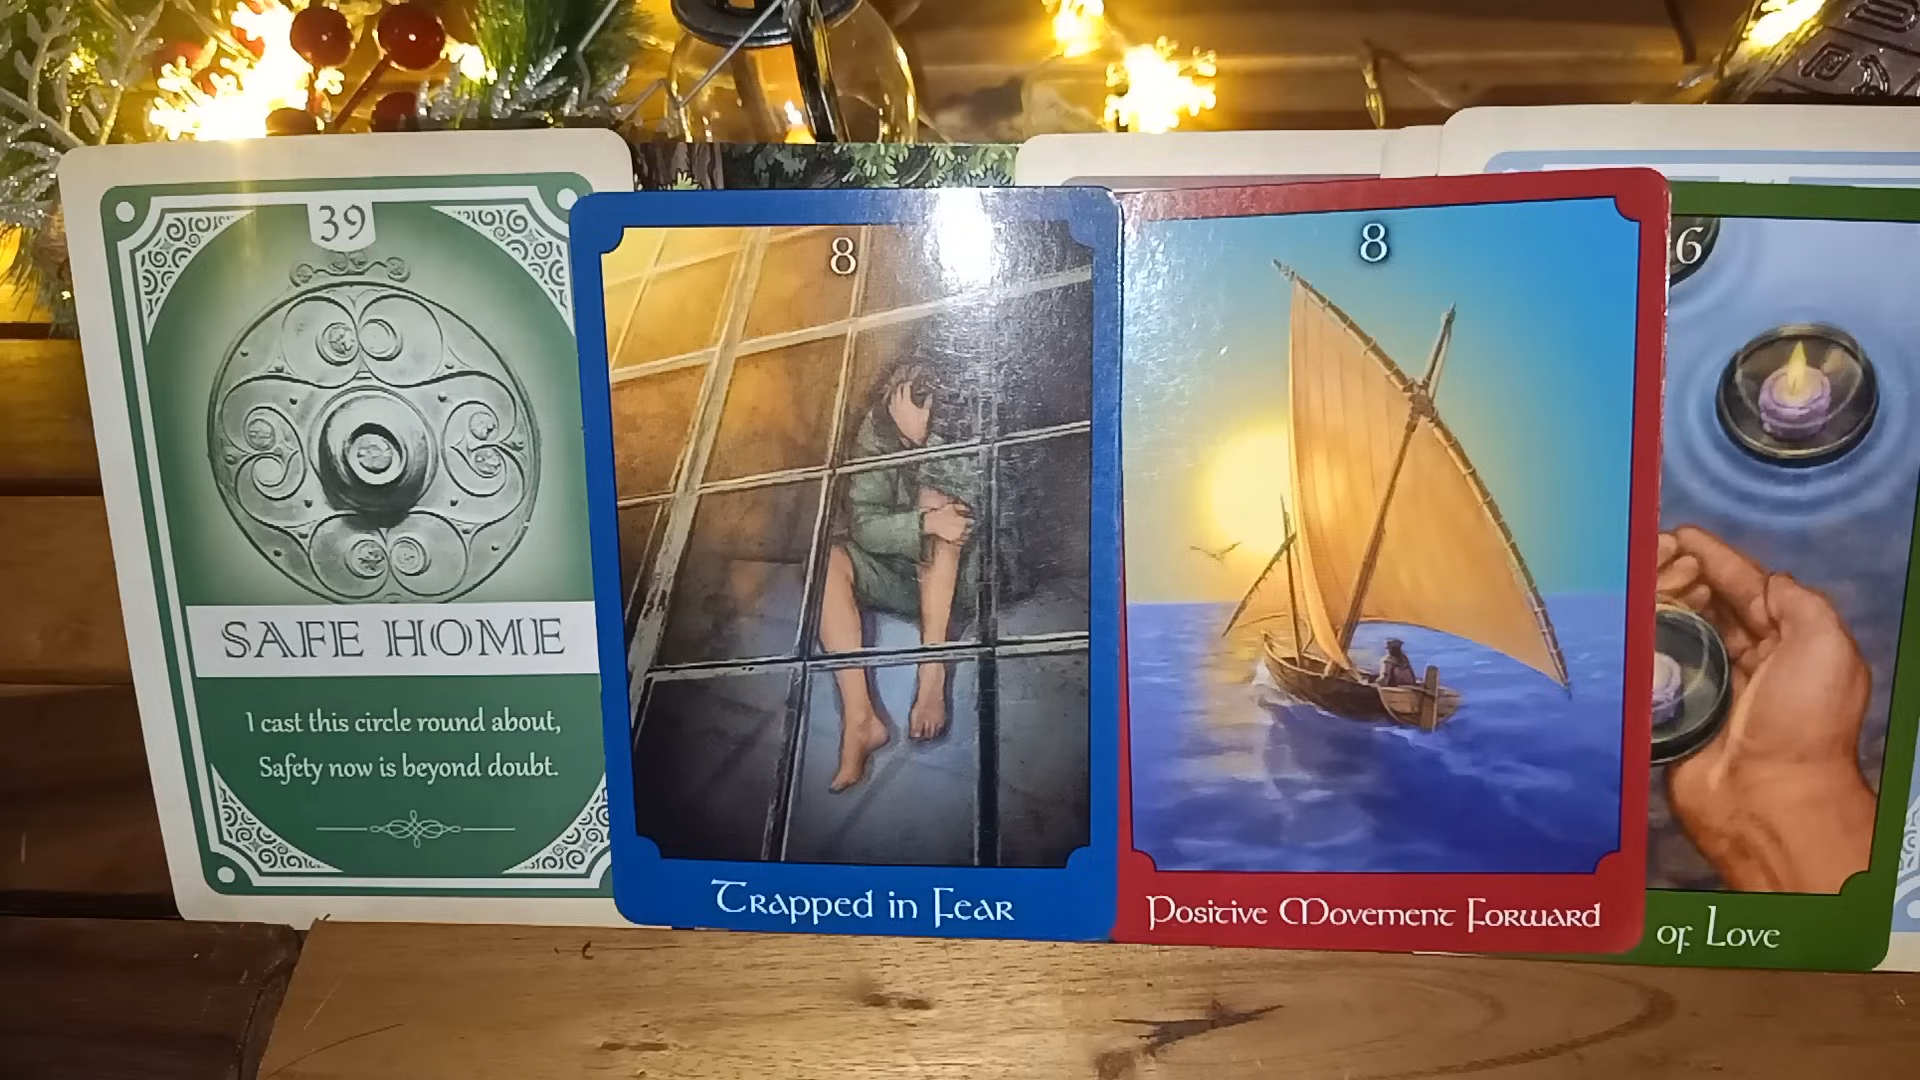 39
SAFE HOME
I cast this circle round about,
Safety now is beyond doubt.
8
Trapped in Fear
8
Positive Movement Forward
6
of Love